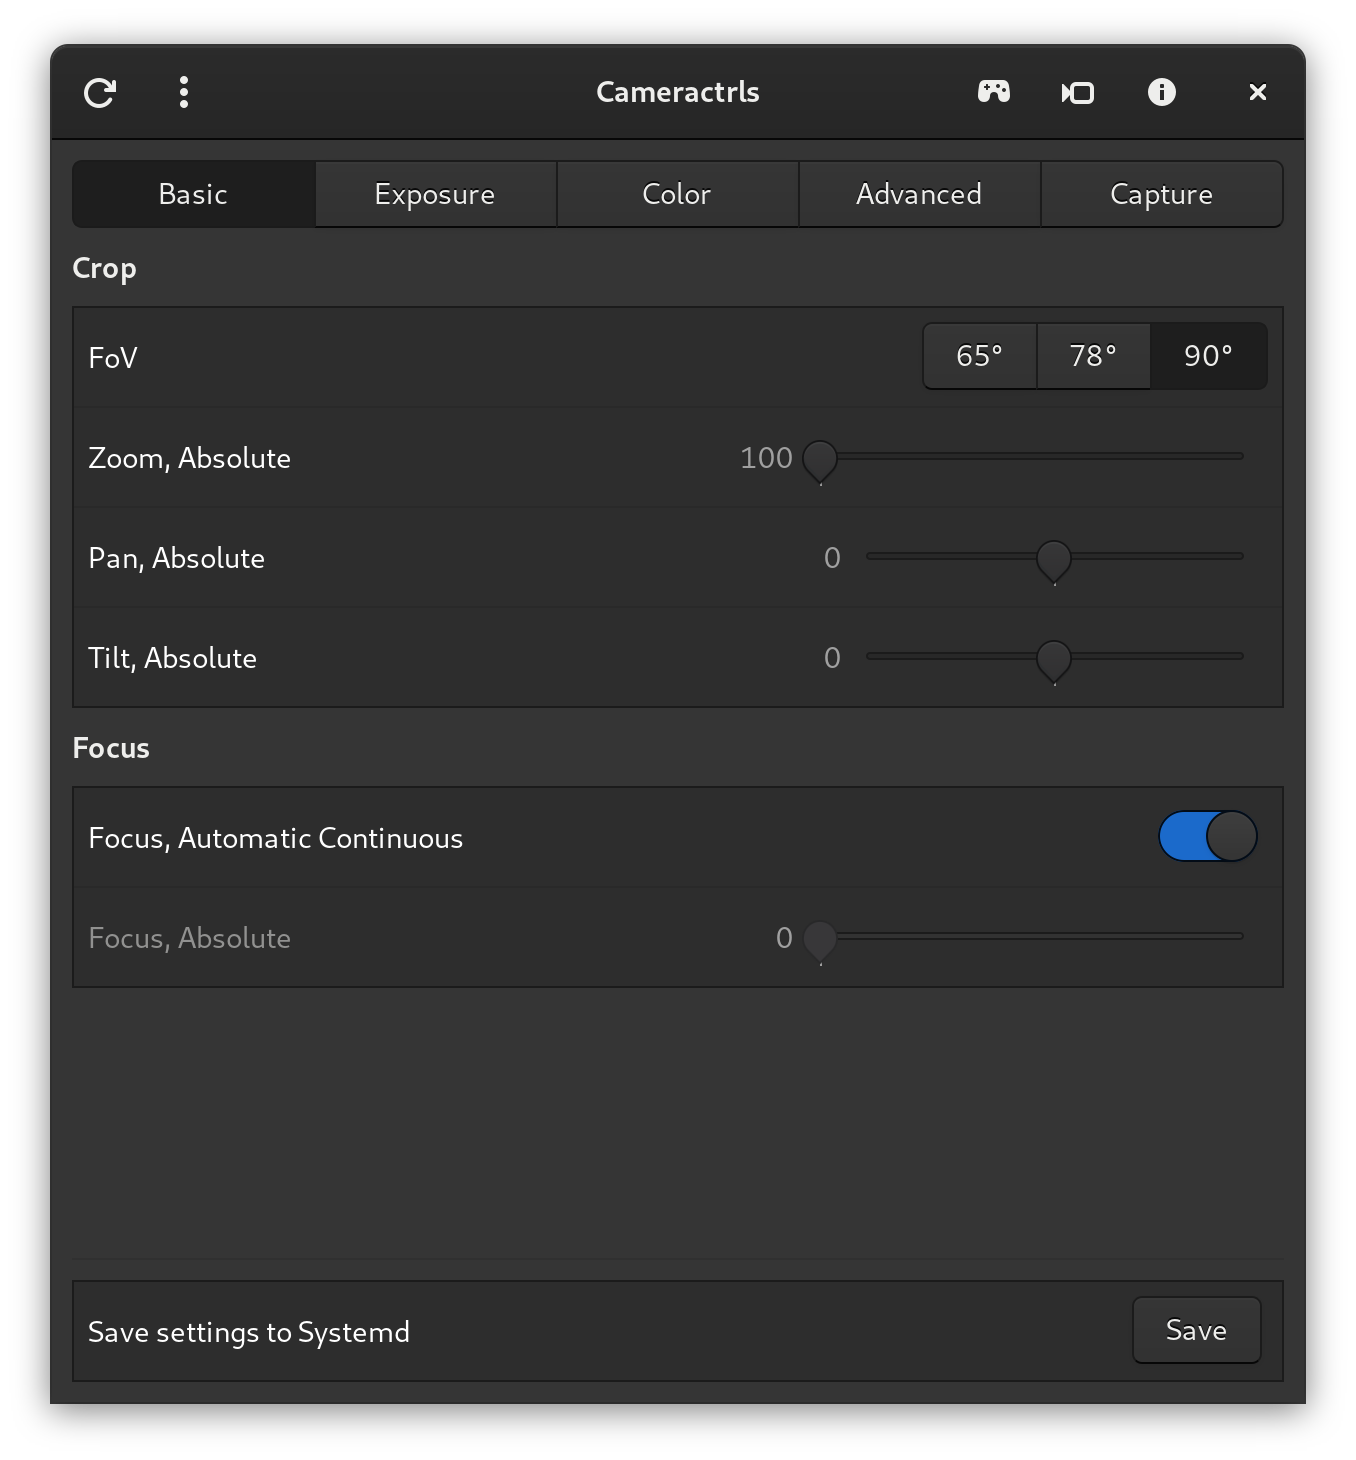 Cameractrls
Basic Exposure Color Advanced Capture
Crop
FoV 65° 78° 90°
Zoom, Absolute 100
Pan, Absolute 0
Tilt, Absolute 0
Focus
Focus, Automatic Continuous
Focus, Absolute 0
Save settings to Systemd Save